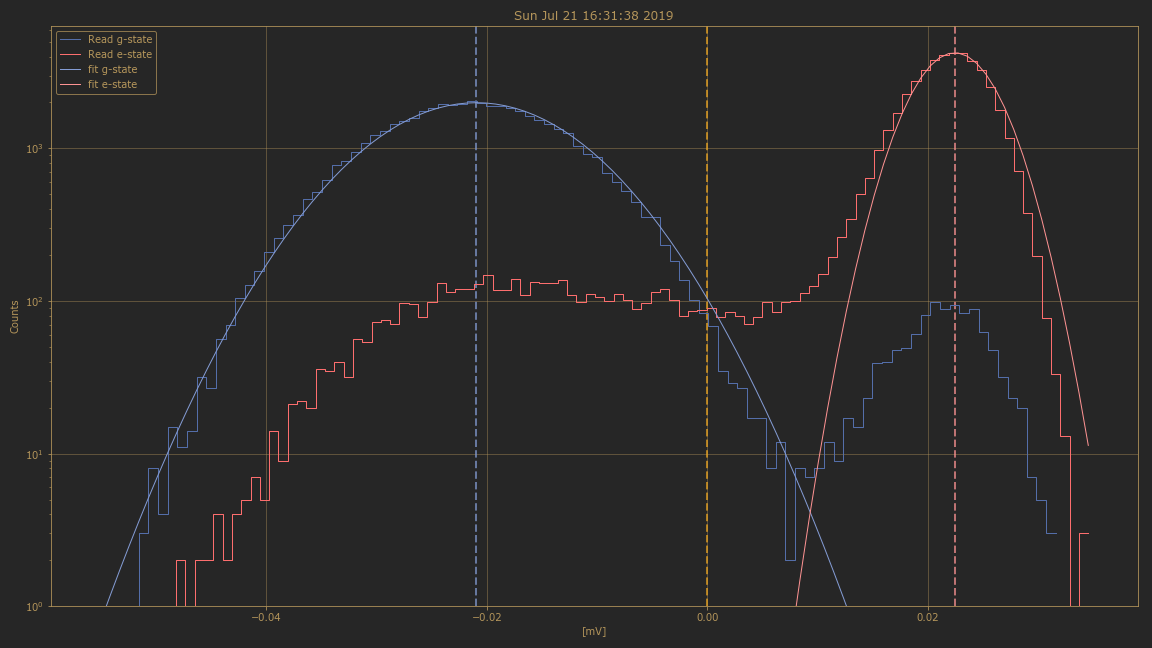 Sun Jul 21 16:31:38 2019
Read g-state
Read e-state
fit g-state
fit e-state
10³
10²
10¹
10⁰
Counts
−0.04
−0.02
0.00
0.02
[mV]